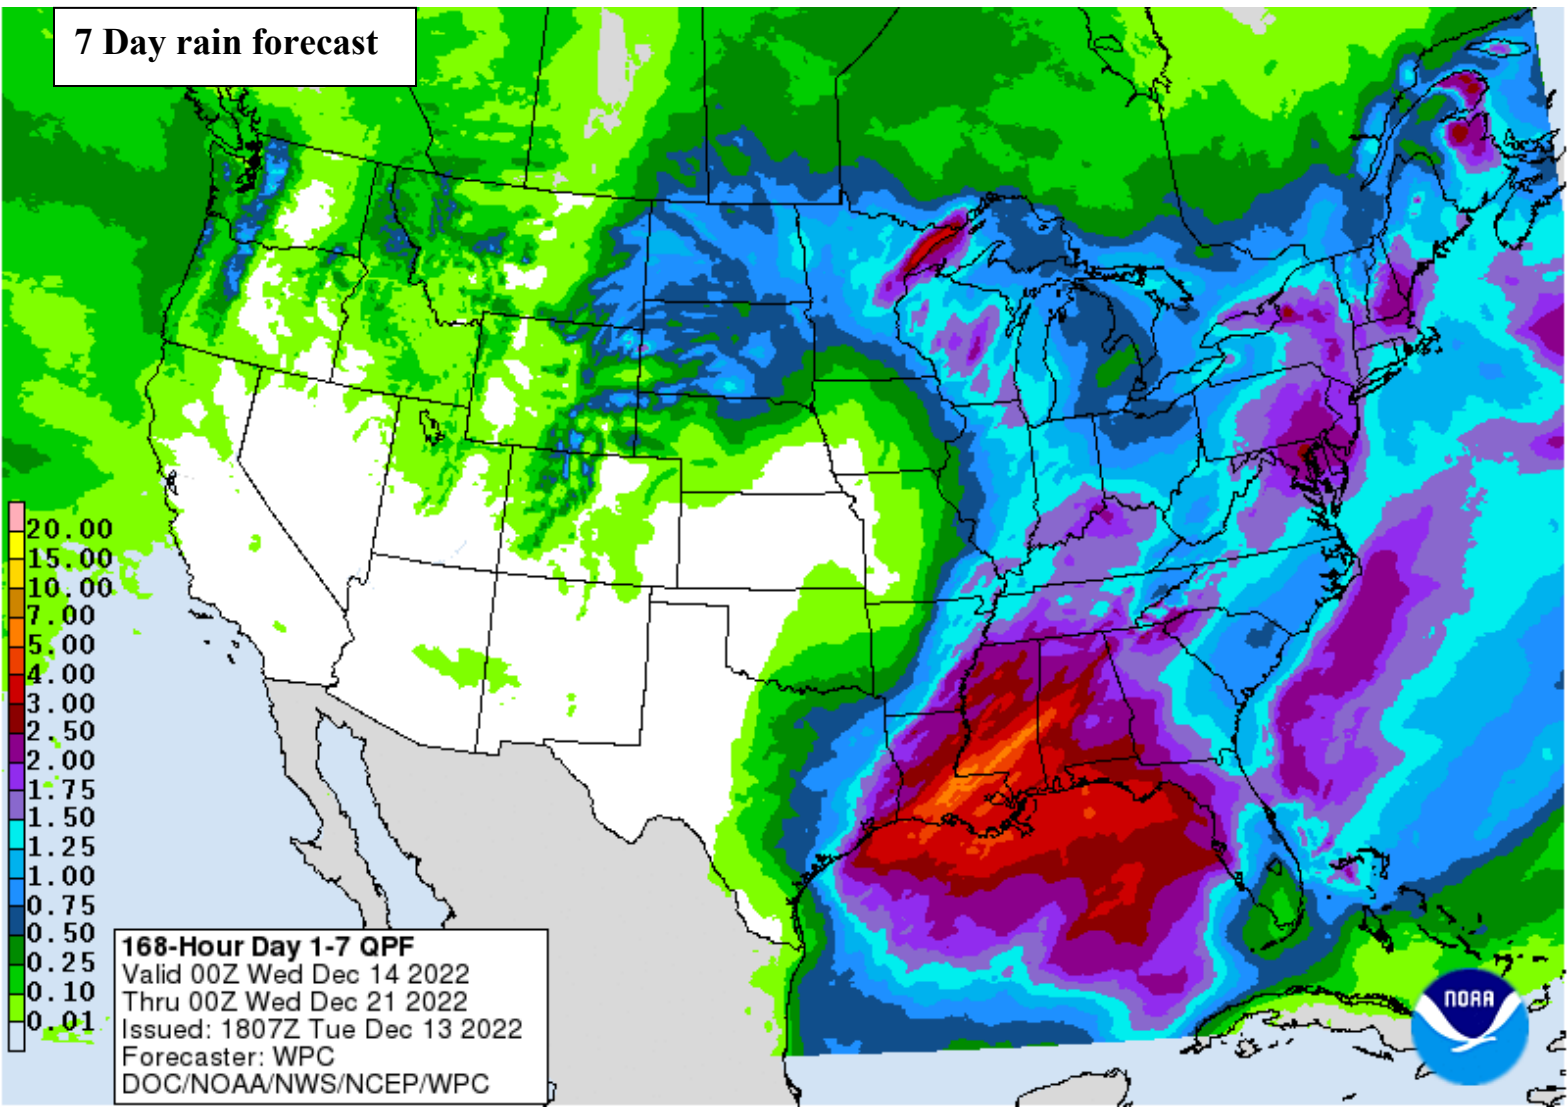 7 Day rain forecast
20.00
15.00
10.00
7.00
5.00
4.00
3.00
2.50
2.00
1.75
1.50
1.25
1.00
0.75
0.50
0.25
0.10
0.01
168-Hour Day 1-7 QPF
Valid 00Z Wed Dec 14 2022
Thru 00Z Wed Dec 21 2022
Issued: 1807Z Tue Dec 13 2022
Forecaster: WPC
DOC/NOAA/NWS/NCEP/WPC
NOAA